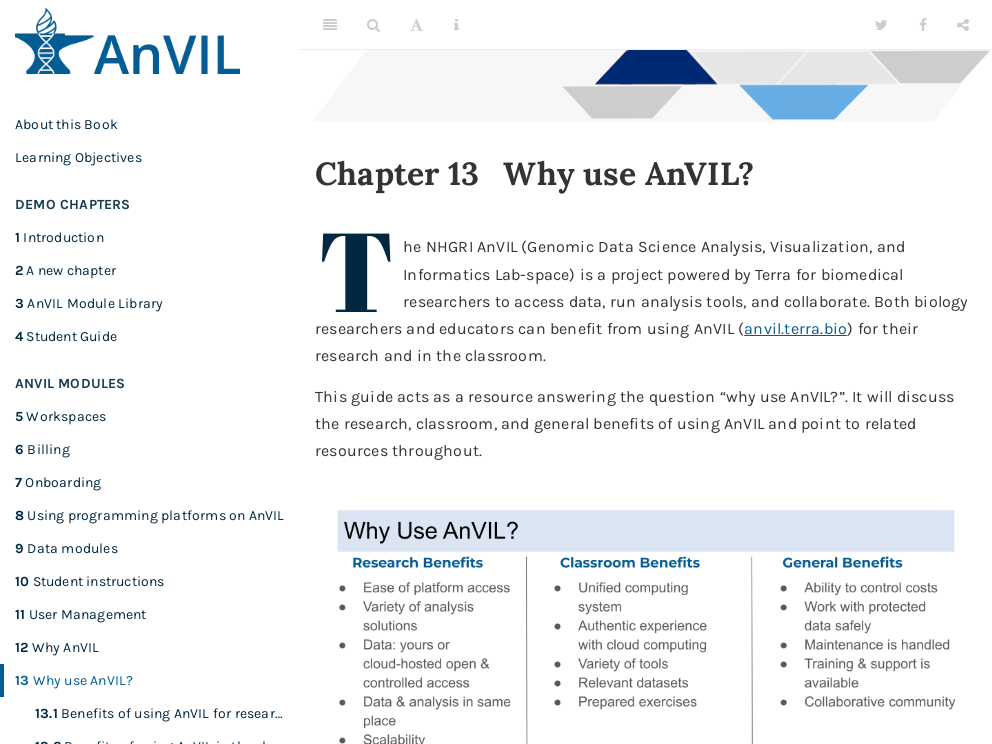 AnVIL
About this Book
Learning Objectives
DEMO CHAPTERS
1 Introduction
2 A new chapter
3 AnVIL Module Library
4 Student Guide
ANVIL MODULES
5 Workspaces
6 Billing
7 Onboarding
8 Using programming platforms on AnVIL
9 Data modules
10 Student instructions
11 User Management
12 Why AnVIL
13 Why use AnVIL?
13.1 Benefits of using AnVIL for resear…
Chapter 13 Why use AnVIL?
The NHGRI AnVIL (Genomic Data Science Analysis, Visualization, and
Informatics Lab-space) is a project powered by Terra for biomedical
researchers to access data, run analysis tools, and collaborate. Both biology
researchers and educators can benefit from using AnVIL (anvil.terra.bio) for their
research and in the classroom.
This guide acts as a resource answering the question “why use AnVIL?”. It will discuss
the research, classroom, and general benefits of using AnVIL and point to related
resources throughout.
Why Use AnVIL?
Research Benefits
● Ease of platform access
● Variety of analysis
solutions
● Data: yours or
cloud-hosted open &
controlled access
● Data & analysis in same
place
● Scalability
Classroom Benefits
● Unified computing
system
● Authentic experience
with cloud computing
● Variety of tools
● Relevant datasets
● Prepared exercises
General Benefits
● Ability to control costs
● Work with protected
data safely
● Maintenance is handled
● Training & support is
available
● Collaborative community